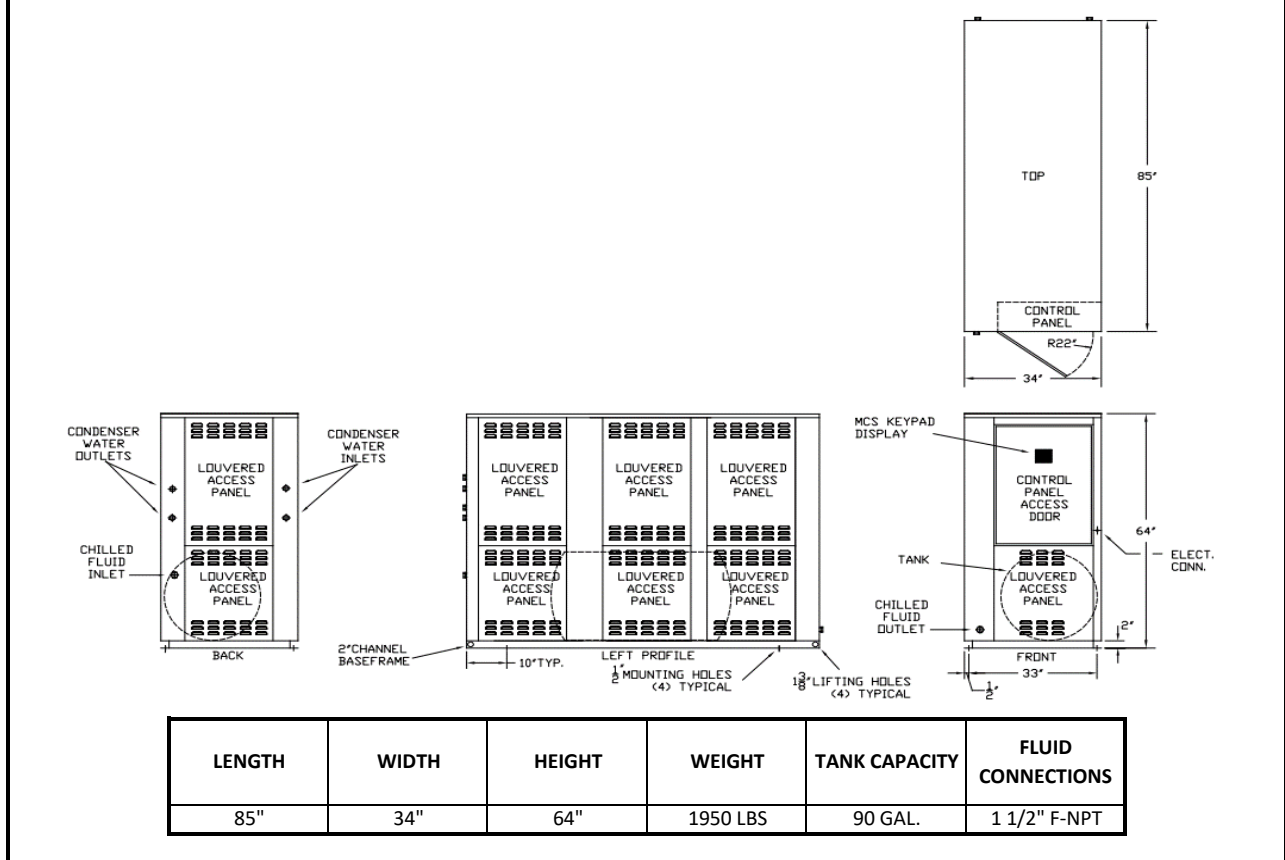 TOP
85"
CONTROL
PANEL
R22"
34"
CONDENSER
WATER
OUTLETS
CONDENSER
WATER
INLETS
CHILLED
FLUID
INLET
LOUVERED
ACCESS
PANEL
LOUVERED
ACCESS
PANEL
BACK
LOUVERED
ACCESS
PANEL
LOUVERED
ACCESS
PANEL
LOUVERED
ACCESS
PANEL
LOUVERED
ACCESS
PANEL
LOUVERED
ACCESS
PANEL
LOUVERED
ACCESS
PANEL
2"CHANNEL
BASEFRAME
10"TYP.
LEFT PROFILE
1/2" MOUNTING HOLES
(4) TYPICAL
1 3/8" LIFTING HOLES
(4) TYPICAL
MCS KEYPAD
DISPLAY
CONTROL
PANEL
ACCESS
DOOR
64"
ELECT.
CONN.
TANK
LOUVERED
ACCESS
PANEL
CHILLED
FLUID
OUTLET
2"
FRONT
33"
1/2"
LENGTH WIDTH HEIGHT WEIGHT TANK CAPACITY FLUID CONNECTIONS
85" 34" 64" 1950 LBS 90 GAL. 1 1/2" F-NPT